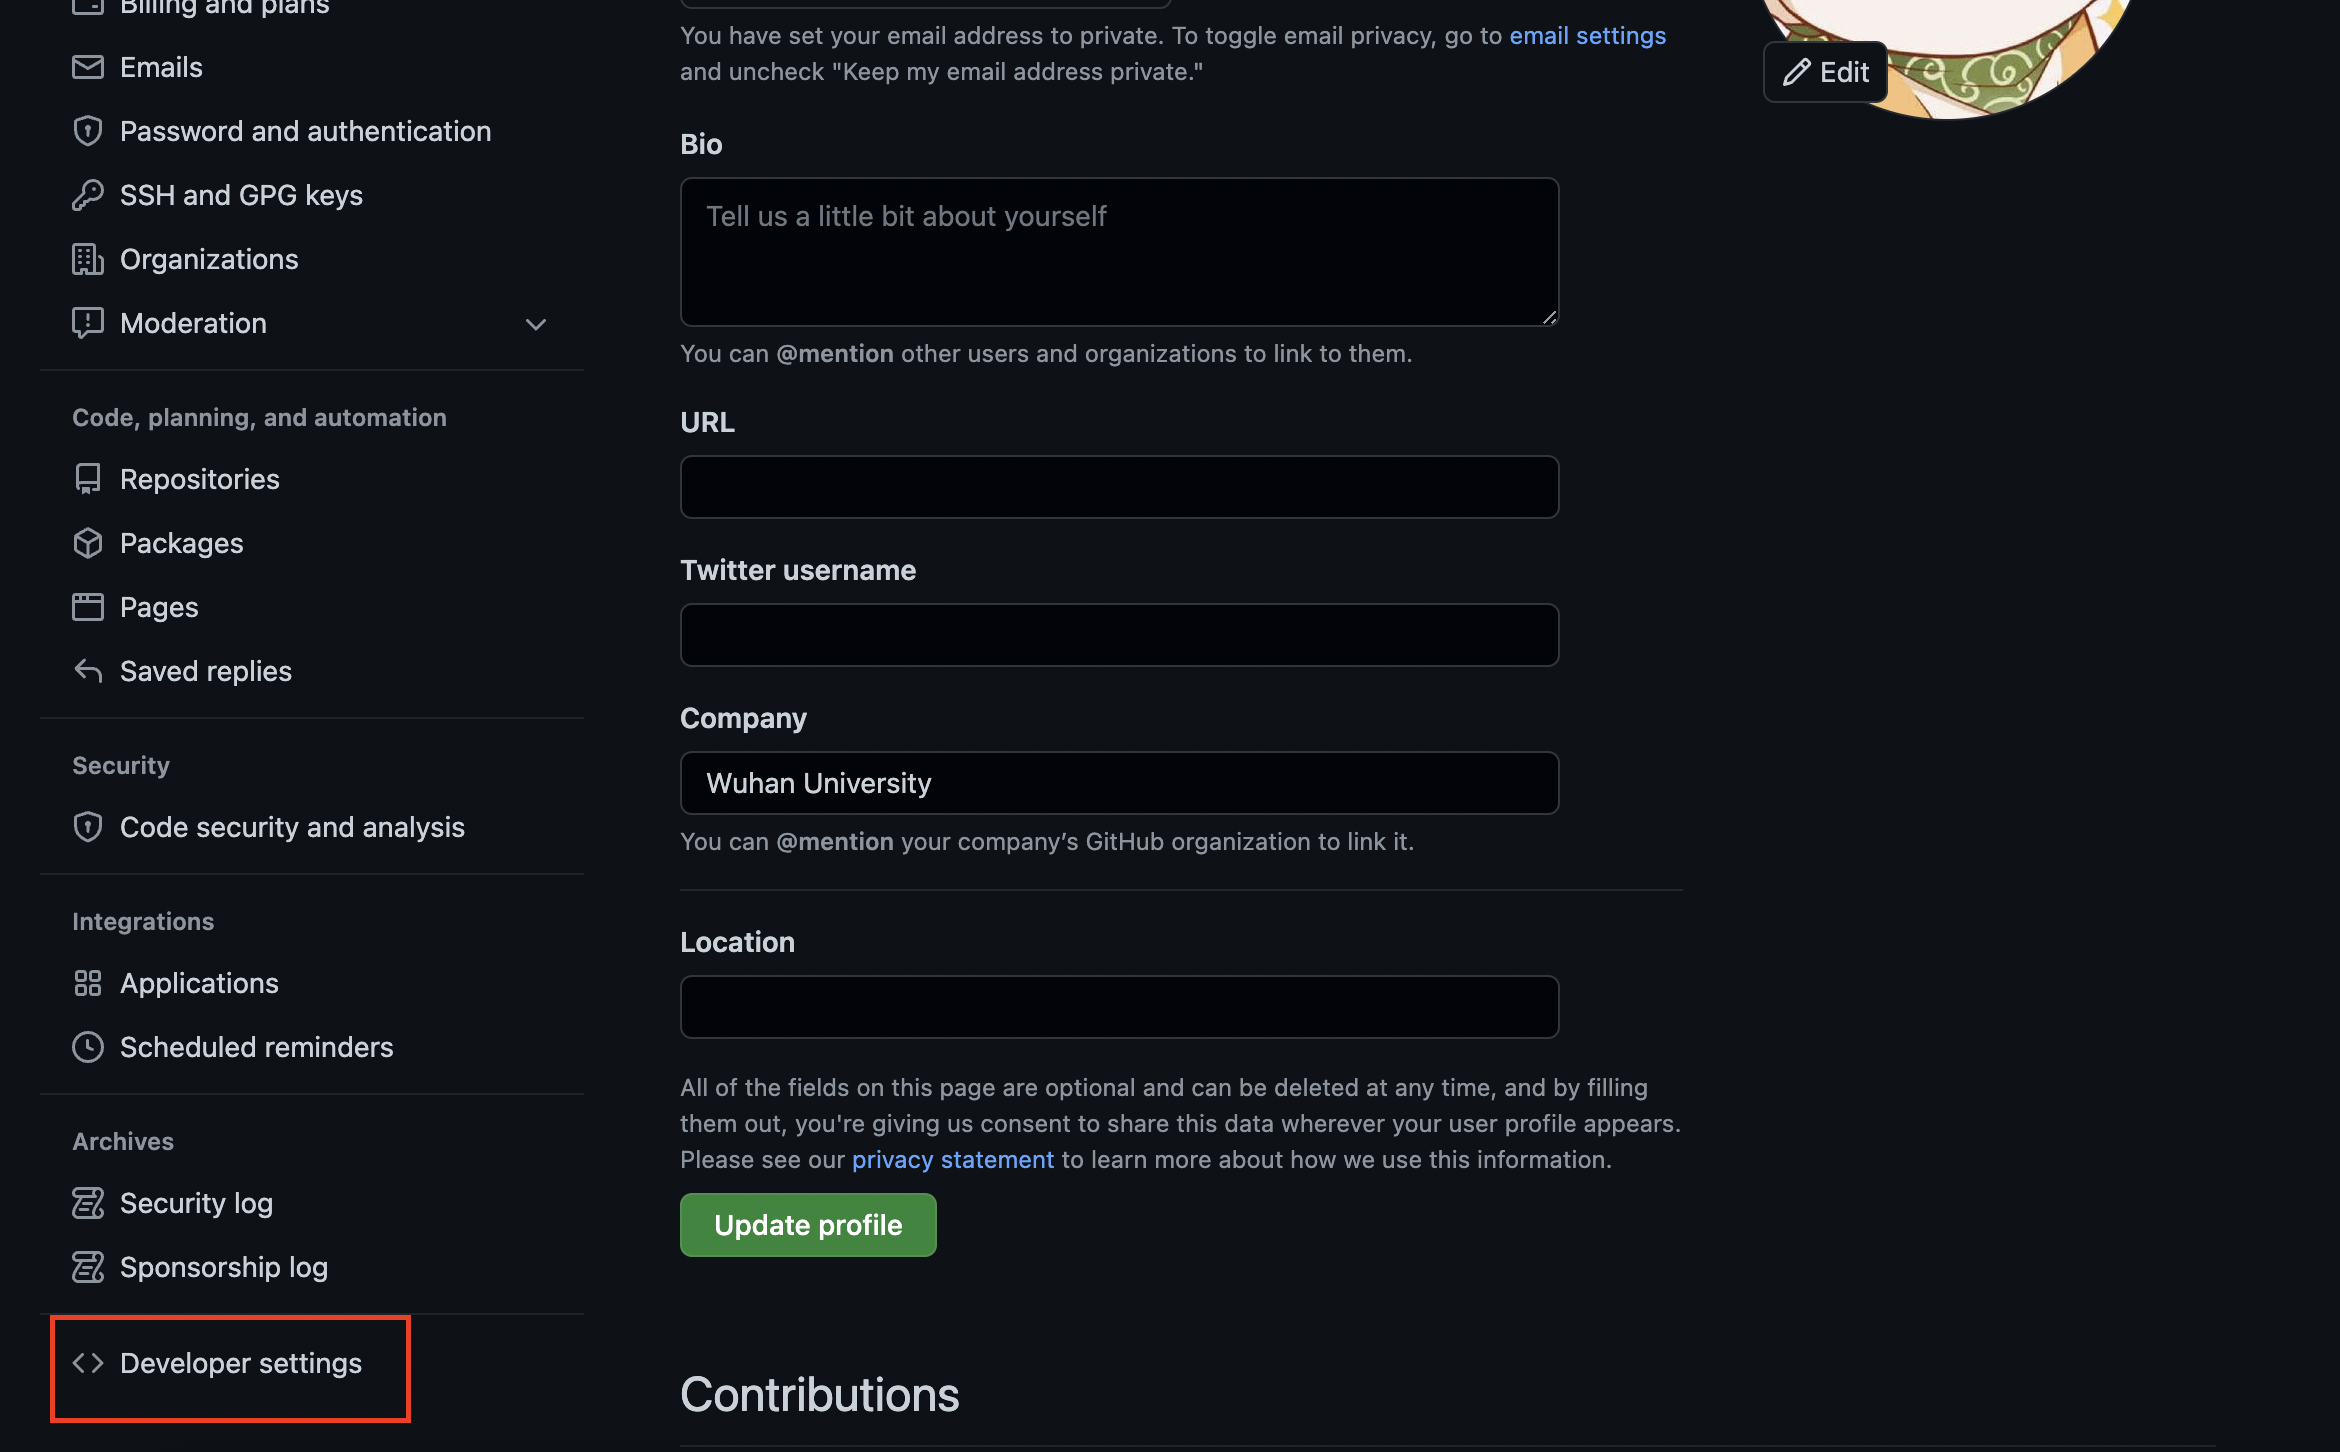 Billing and plans
Emails
Password and authentication
SSH and GPG keys
Organizations
Moderation
Code, planning, and automation
Repositories
Packages
Pages
Saved replies
Security
Code security and analysis
Integrations
Applications
Scheduled reminders
Archives
Security log
Sponsorship log
Developer settings
You have set your email address to private. To toggle email privacy, go to email settings
and uncheck "Keep my email address private."
Bio
Tell us a little bit about yourself
You can @mention other users and organizations to link to them.
URL
Twitter username
Company
Wuhan University
You can @mention your company’s GitHub organization to link it.
Location
All of the fields on this page are optional and can be deleted at any time, and by filling
them out, you're giving us consent to share this data wherever your user profile appears.
Please see our privacy statement to learn more about how we use this information.
Update profile
Contributions
Edit